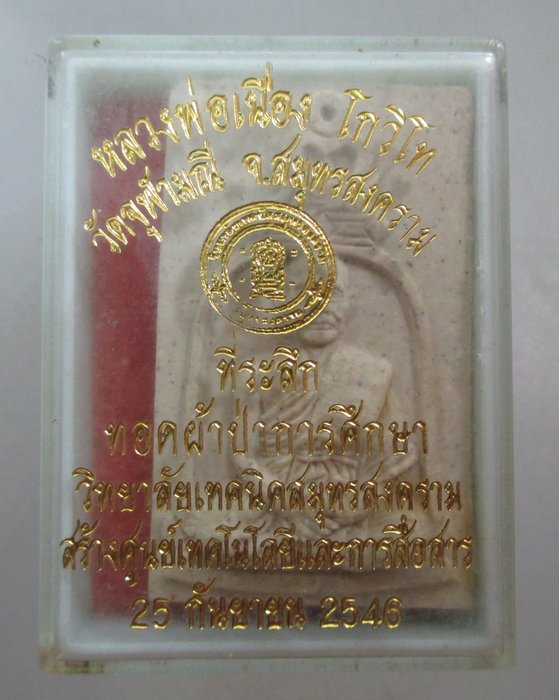 หลวงพ่อเนื่อง โกวิโท
วัดจุฬามณี จ.สมุทรสงคราม
ที่ระลึก
ทอดผ้าป่าการศึกษา
วิทยาลัยเทคนิคสมุทรสงคราม
สร้างศูนย์เทคโนโลยีและการสื่อสาร
25 กันยายน 2546